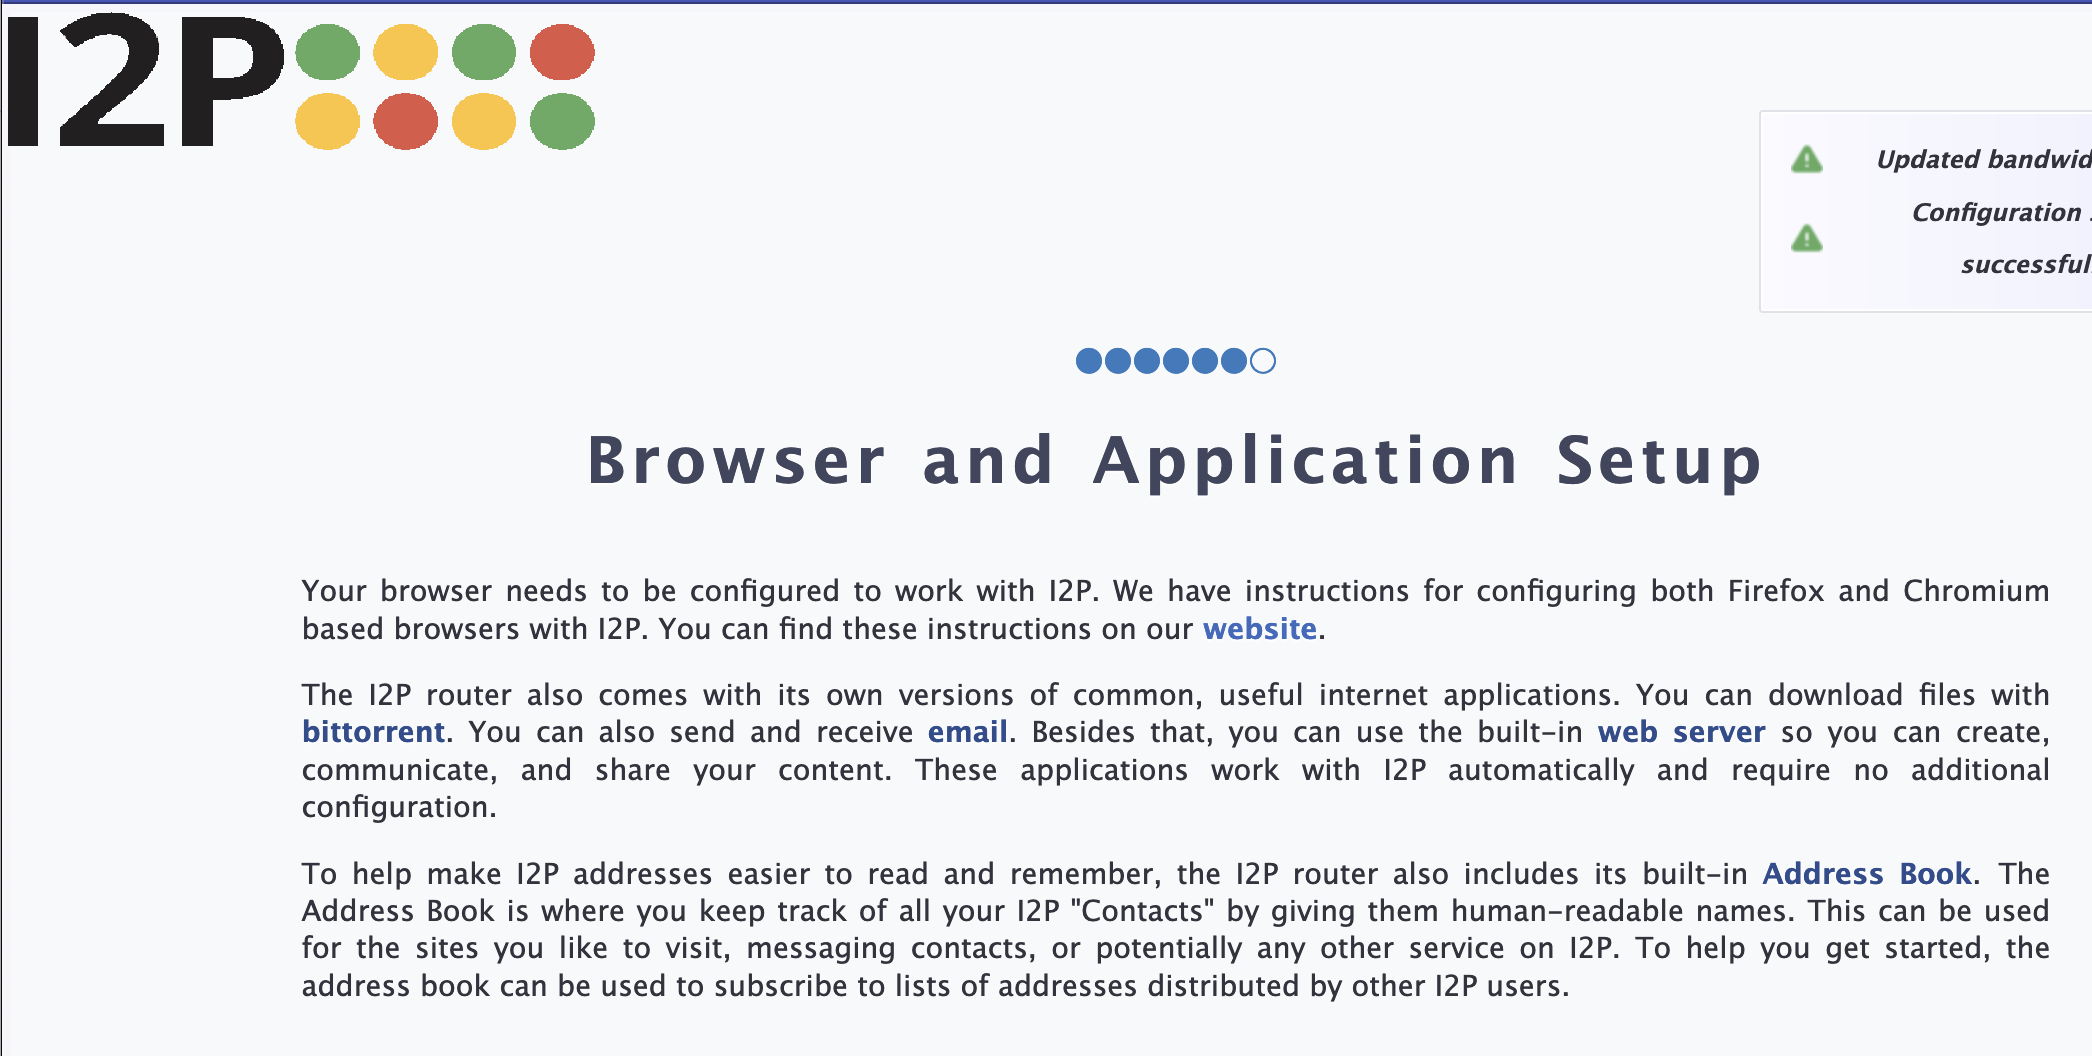 I2P
Updated bandwid
Configuration
successful
Browser and Application Setup
Your browser needs to be configured to work with I2P. We have instructions for configuring both Firefox and Chromium
based browsers with I2P. You can find these instructions on our website.
The I2P router also comes with its own versions of common, useful internet applications. You can download files with
bittorrent. You can also send and receive email. Besides that, you can use the built-in web server so you can create,
communicate, and share your content. These applications work with I2P automatically and require no additional
configuration.
To help make I2P addresses easier to read and remember, the I2P router also includes its built-in Address Book. The
Address Book is where you keep track of all your I2P "Contacts" by giving them human-readable names. This can be used
for the sites you like to visit, messaging contacts, or potentially any other service on I2P. To help you get started, the
address book can be used to subscribe to lists of addresses distributed by other I2P users.